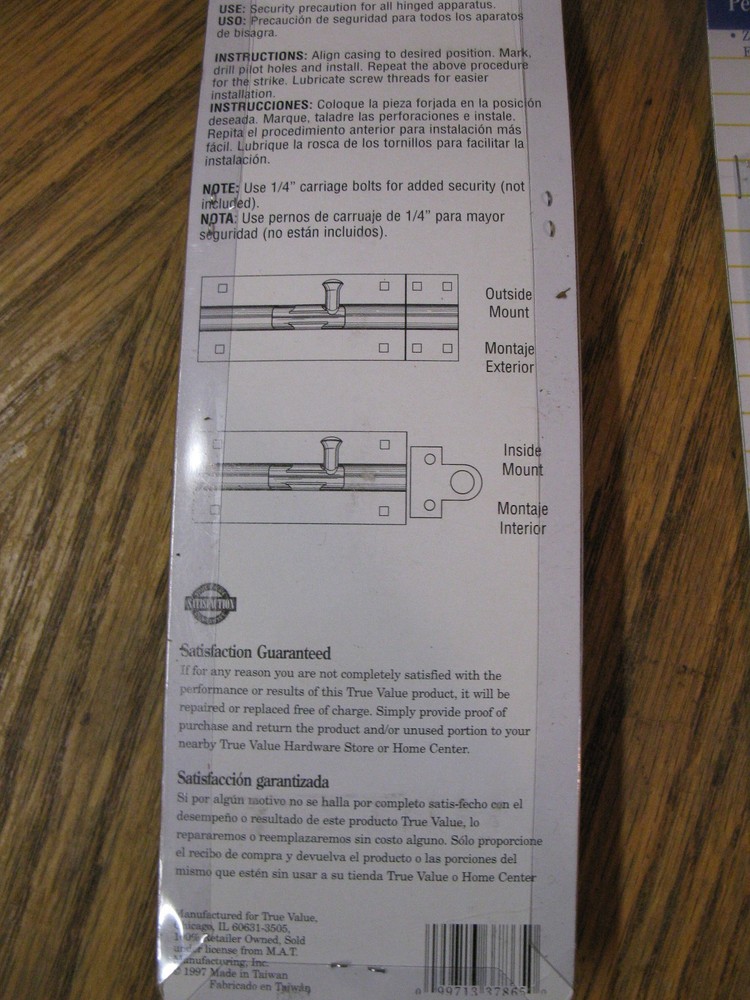 USE: Security precaution for all hinged apparatus.
USO: Precaución de seguridad para todos los aparatos
de bisagra.
INSTRUCTIONS: Align casing to desired position. Mark,
drill pilot holes and install. Repeat the above procedure
for the strike. Lubricate screw threads for easier
installation.
INSTRUCCIONES: Coloque la pieza forjada en la posición
deseada. Marque, taladre las perforaciones e instale.
Repita el procedimiento anterior para instalación más
fácil. Lubrique la rosca de los tornillos para facilitar la
instalación.
NOTE: Use 1/4” carriage bolts for added security (not
included).
NOTA: Use pernos de carruaje de 1/4” para mayor
seguridad (no están incluidos).
Outside
Mount
Montaje
Exterior
Inside
Mount
Montaje
Interior
SATISFACTION
Satisfaction Guaranteed
If for any reason you are not completely satisfied with the
performance or results of this True Value product, it will be
repaired or replaced free of charge. Simply provide proof of
purchase and return the product and/or unused portion to your
nearby True Value Hardware Store or Home Center.
Satisfacción garantizada
Si por algún motivo no se halla por completo satis-fecho con el
desempeño o resultado de este producto True Value, lo
repararemos o reemplazaremos sin costo alguno. Sólo proporcione
el recibo de compra y devuelva el producto o las porciones del
mismo que estén sin usar a su tienda True Value o Home Center
Manufactured for True Value,
Chicago, IL 60631-3505,
100% Retailer Owned, Sold
under license from M.A.T.
Manufacturing, Inc.
© 1997 Made in Taiwan
Fabricado en Taiwán
0 99713 37865